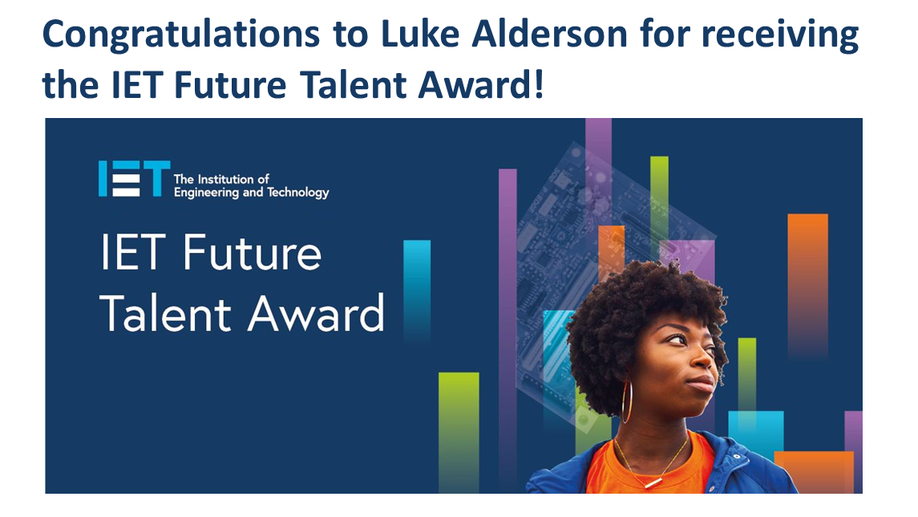 Congratulations to Luke Alderson for receiving
the IET Future Talent Award!
IET The Institution of
Engineering and Technology
IET Future
Talent Award